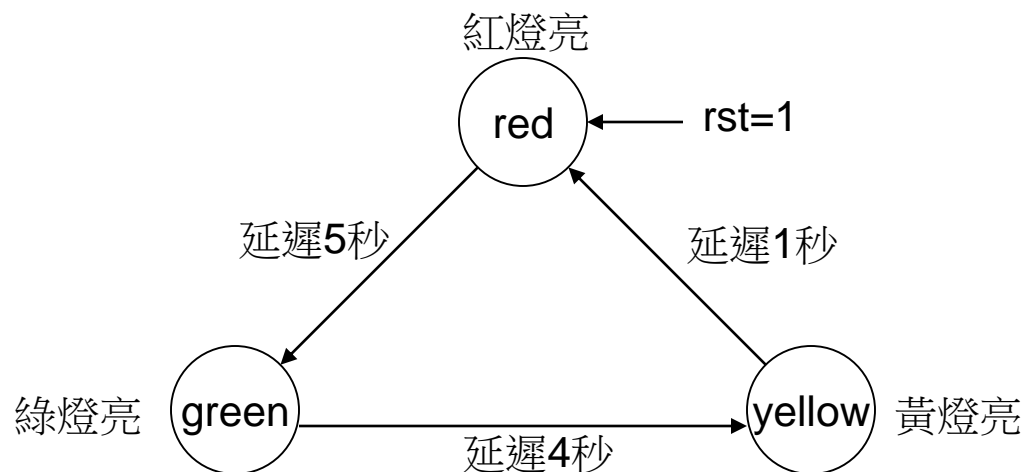 紅燈亮
red
rst=1
延遲5秒
延遲1秒
綠燈亮
green
yellow
黃燈亮
延遲4秒